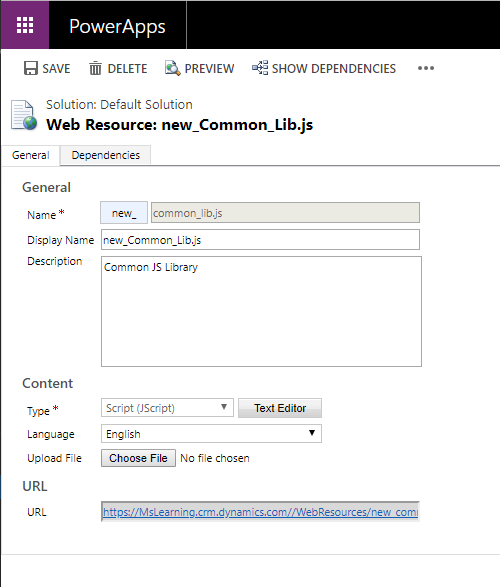 PowerApps
SAVE DELETE PREVIEW SHOW DEPENDENCIES
Solution: Default Solution
Web Resource: new_Common_Lib.js
General Dependencies
General
Name * new_ common_lib.js
Display Name new_Common_Lib.js
Description Common JS Library
Content
Type * Script (JScript) Text Editor
Language English
Upload File Choose File No file chosen
URL
URL https://MsLearning.crm.dynamics.com//WebResources/new_com